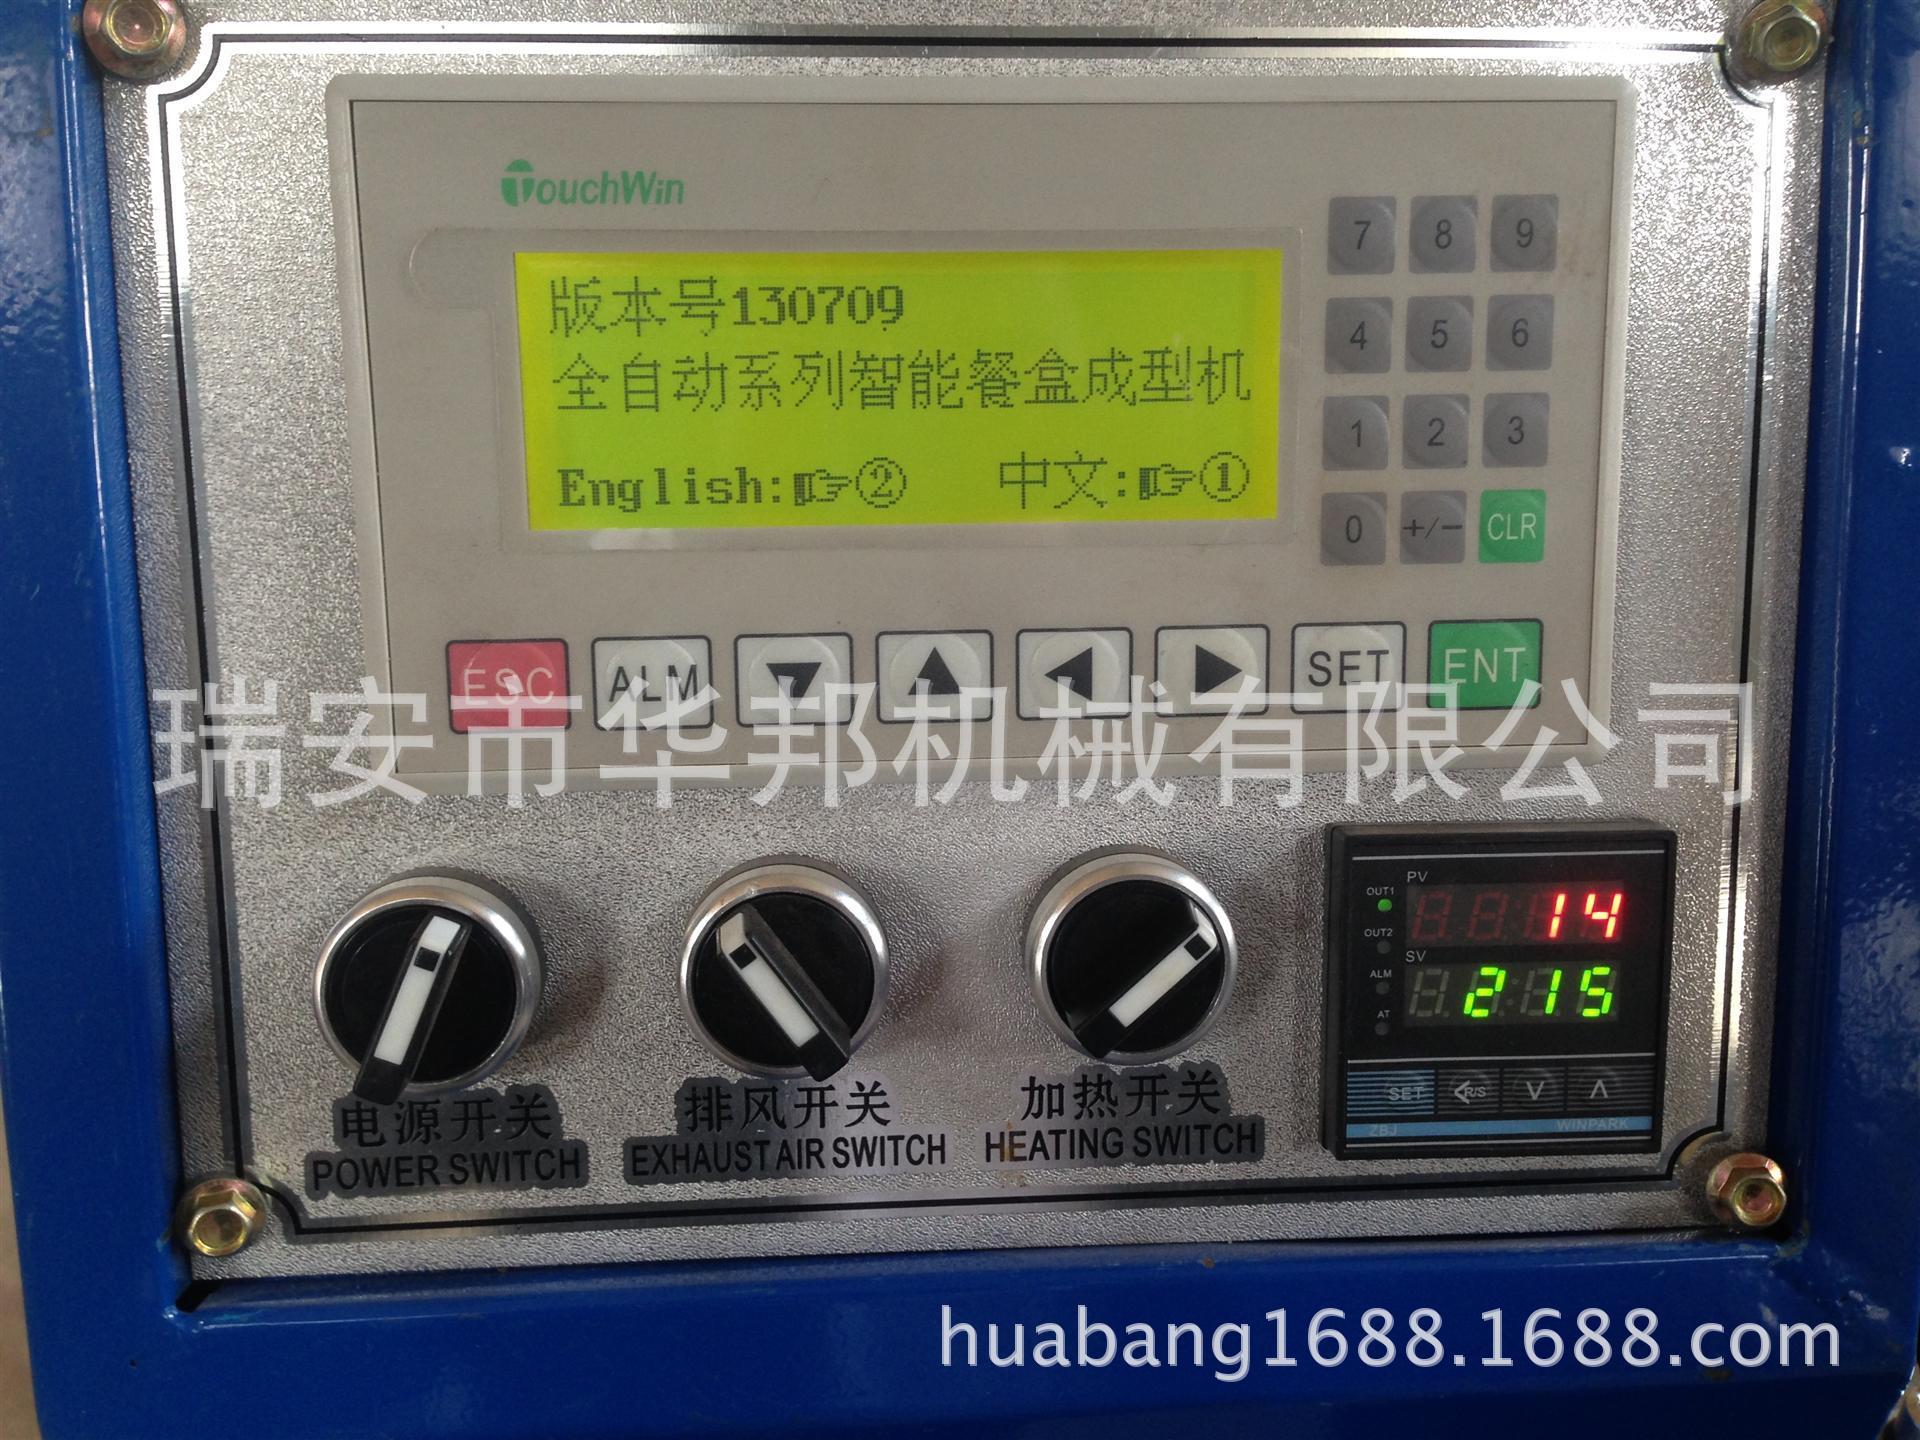 TouchWin
版本号130709
全自动系列智能餐盒成型机
English:☞② 中文:☞①
7 8 9
4 5 6
1 2 3
0 +/- CLR
ESC ALM ▼ ▲ ◀ ▶ SET ENT
瑞安市华邦机械有限公司
PV
OUT1
14
OUT2
SV
ALM
215
AT
SET <R/S ∨ ∧
ZBJ WINPARK
电源开关
POWER SWITCH
排风开关
EXHAUST AIR SWITCH
加热开关
HEATING SWITCH
huabang1688.1688.com